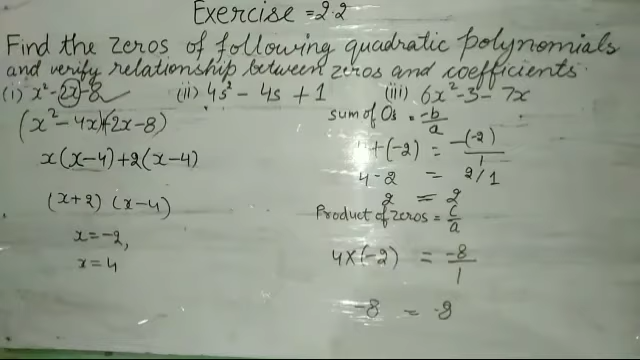 Exercise = 2.2
Find the zeros of following quadratic polynomials
and verify relationship between zeros and coefficients.
(i) x² - 2x - 8 (ii) 4s² - 4s + 1 (iii) 6x² - 3 - 7x
(x² - 4x)+(2x - 8)
x(x-4)+2(x-4)
(x+2) (x-4)
x = -2,
x = 4
sum of 0s = -b/a
4+(-2) = -(-2)/1
4-2 = 2/1
2 = 2
Product of zeros = c/a
4×(-2) = -8/1
-8 = -8